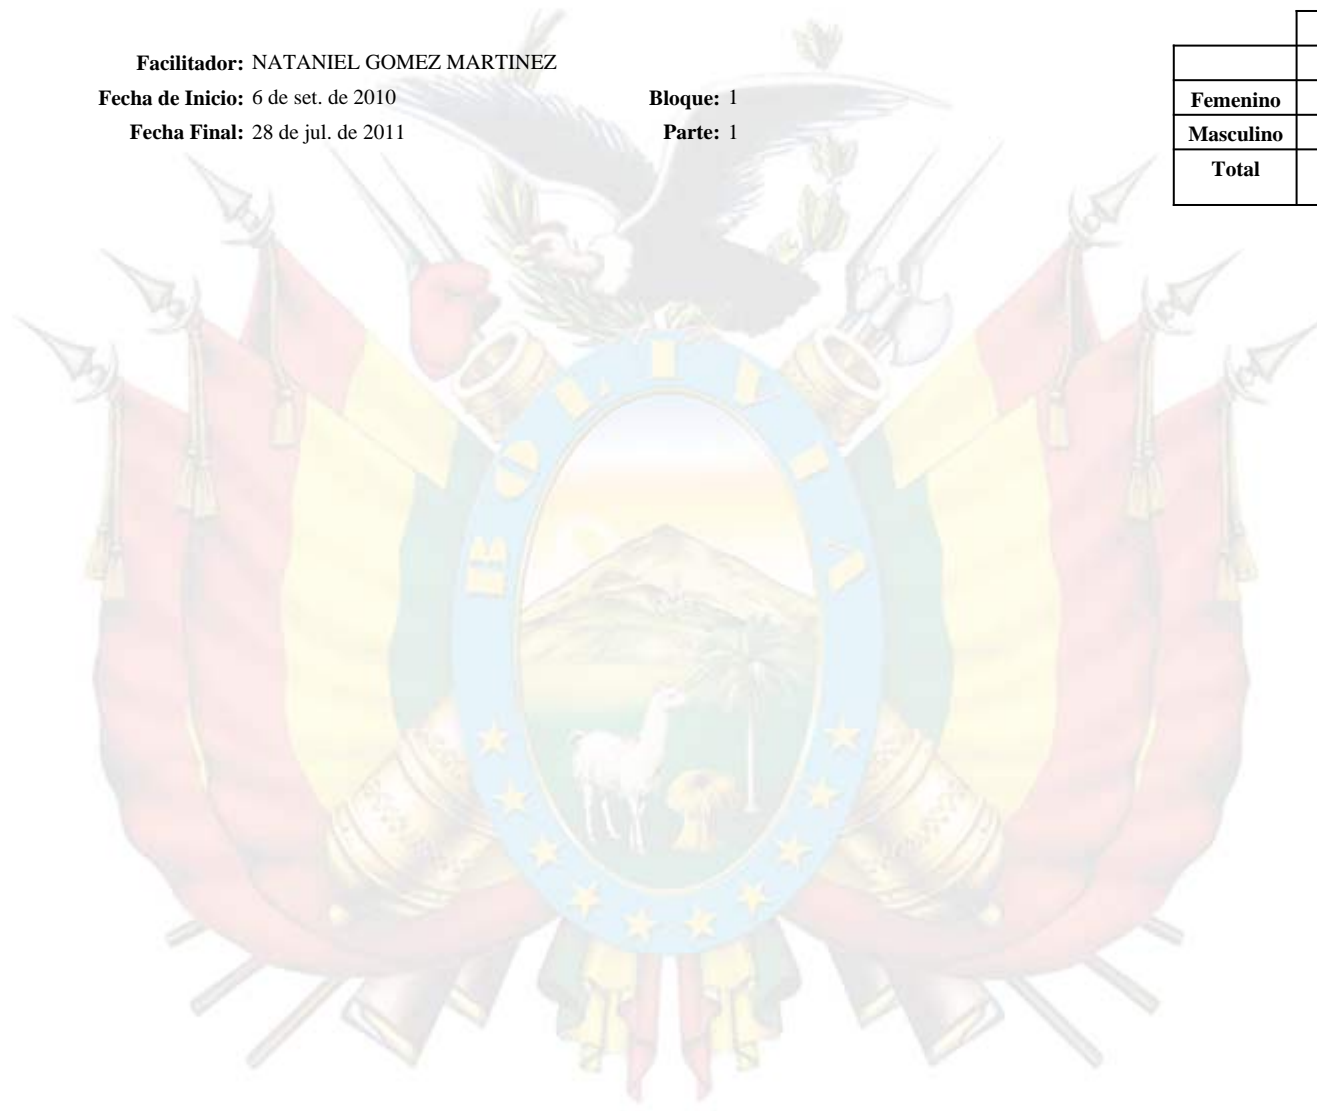 Facilitador: NATANIEL GOMEZ MARTINEZ
Fecha de Inicio: 6 de set. de 2010 Bloque: 1
Fecha Final: 28 de jul. de 2011 Parte: 1
Femenino
Masculino
Total
BOLIVIA